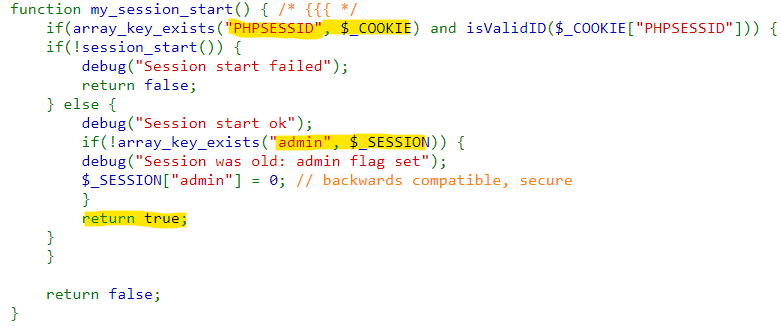 function my_session_start() { /* {{{ */
if(array_key_exists("PHPSESSID", $_COOKIE) and isValidID($_COOKIE["PHPSESSID"])) {
if(!session_start()) {
debug("Session start failed");
return false;
} else {
debug("Session start ok");
if(!array_key_exists("admin", $_SESSION)) {
debug("Session was old: admin flag set");
$_SESSION["admin"] = 0; // backwards compatible, secure
}
return true;
}
}
return false;
}